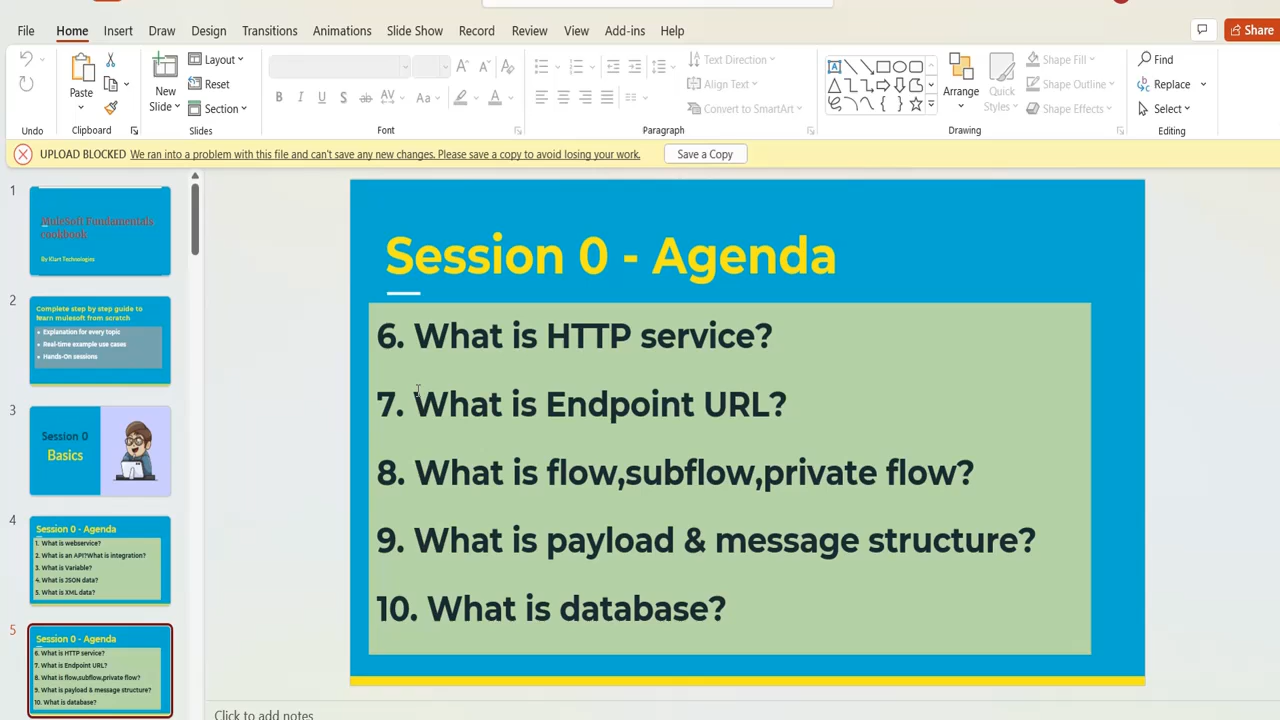 File Home Insert Draw Design Transitions Animations Slide Show Record Review View Add-ins Help Share
Paste
New Slide
Layout
Reset
Section
B I U S ab AV Aa A
Text Direction
Align Text
Convert to SmartArt
Arrange
Quick Styles
Shape Fill
Shape Outline
Shape Effects
Find
Replace
Select
Undo Clipboard Slides Font Paragraph Drawing Editing
UPLOAD BLOCKED We ran into a problem with this file and can't save any new changes. Please save a copy to avoid losing your work. Save a Copy
1
MuleSoft Fundamentals
cookbook
By Klart Technologies
2
Complete step by step guide to
learn mulesoft from scratch
Explanation for every topic
Real-time example use cases
Hands-On sessions
3
Session 0
Basics
4
Session 0 - Agenda
1. What is webservice?
2. What is an API?What is integration?
3. What is Variable?
4. What is JSON data?
5. What is XML data?
5
Session 0 - Agenda
6. What is HTTP service?
7. What is Endpoint URL?
8. What is flow,subflow,private flow?
9. What is payload & message structure?
10. What is database?
Session 0 - Agenda
6. What is HTTP service?
7. What is Endpoint URL?
8. What is flow,subflow,private flow?
9. What is payload & message structure?
10. What is database?
Click to add notes